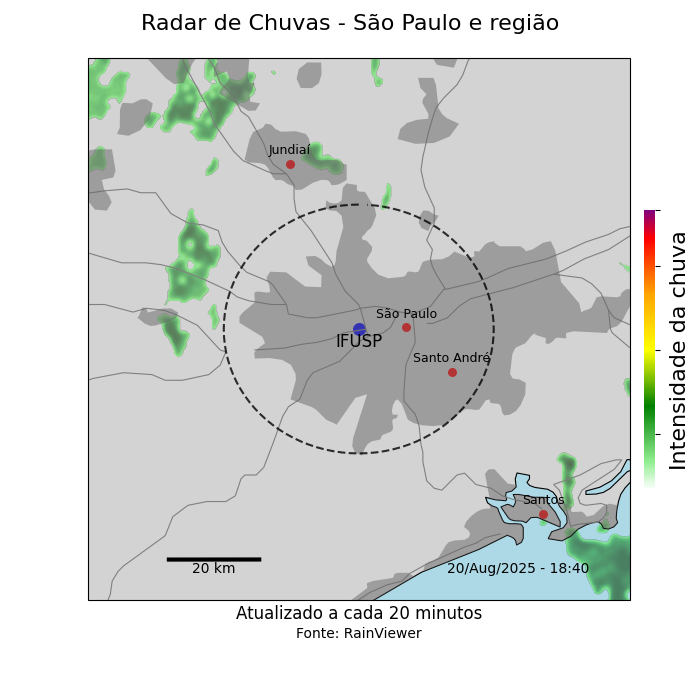 Radar de Chuvas - São Paulo e região
Jundiaí
São Paulo
IFUSP
Santo André
Intensidade da chuva
Santos
20 km
20/Aug/2025 - 18:40
Atualizado a cada 20 minutos
Fonte: RainViewer